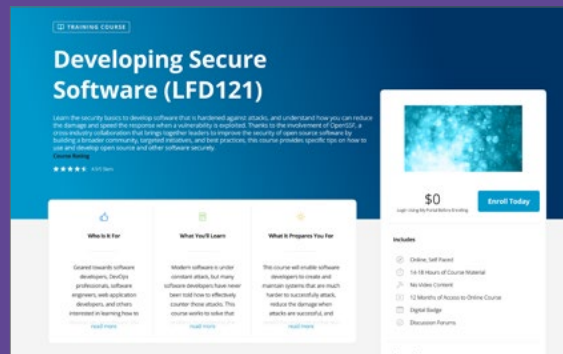 TRAINING COURSE
Developing Secure
Software (LFD121)
Learn the security basics to develop software that is hardened against attacks, and understand how you can reduce
the damage and speed the response when a vulnerability is exploited. Thanks to the involvement of OpenSSF, a
cross-industry collaboration that brings together leaders to improve the security of open source software by
building a broader community, targeted initiatives, and best practices, this course provides specific tips on how to
use and develop open source and other software securely.
Course Rating
Stars
Who Is It For
Geared towards software
developers, DevOps
professionals, software
engineers, web application
developers, and others
interested in learning how to
read more
What You'll Learn
Modern software is under
constant attack, but many
software developers have never
been told how to effectively
counter those attacks. This
course works to solve that
read more
What It Prepares You For
This course will enable software
developers to create and
maintain systems that are much
harder to successfully attack,
reduce the damage when
attacks are successful, and
read more
$0
Login Using My Portal Before Enrolling
Enroll Today
Includes
Online, Self Paced
14-18 Hours of Course Material
No Video Content
12 Months of Access to Online Course
Digital Badge
Discussion Forums